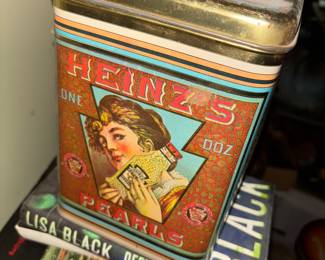 HEINZ'S
ONE DOZ
PEARLS
LISA BLACK
BLACK